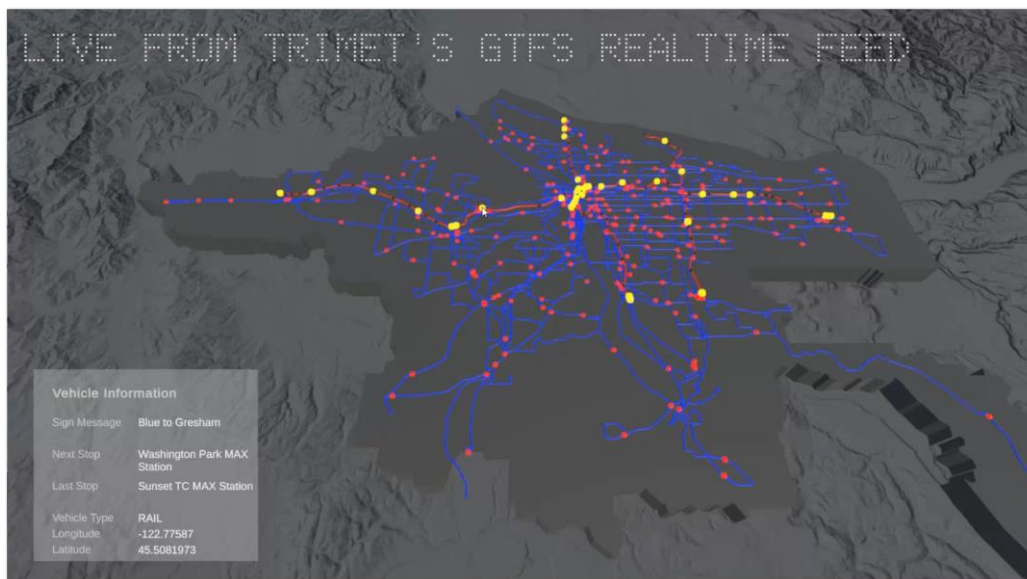 LIVE FROM TRIMET'S GTFS REALTIME FEED
Vehicle Information
Sign Message Blue to Gresham
Next Stop Washington Park MAX
Station
Last Stop Sunset TC MAX Station
Vehicle Type RAIL
Longitude -122.77587
Latitude 45.5081973